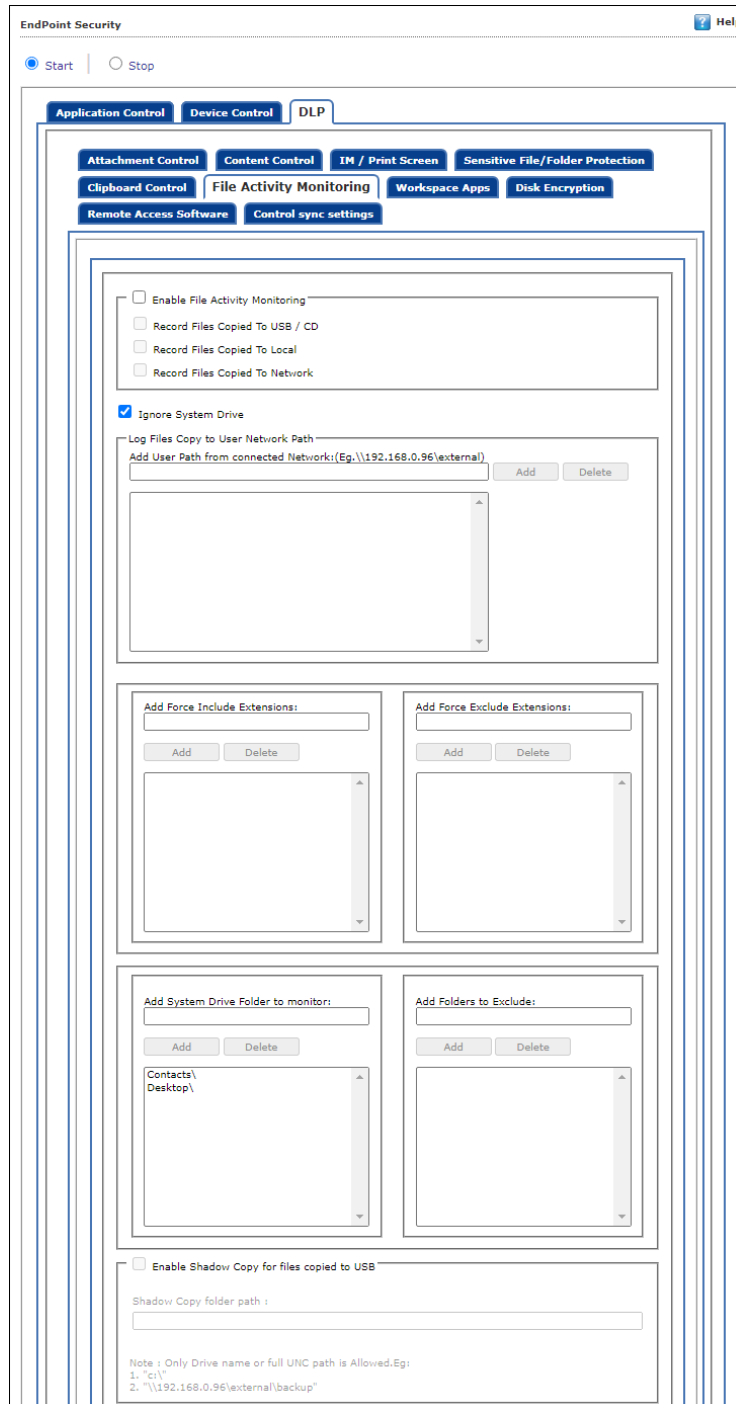 EndPoint Security
Help
Start
Stop
Application Control
Device Control
DLP
Attachment Control
Content Control
IM / Print Screen
Sensitive File/Folder Protection
Clipboard Control
File Activity Monitoring
Workspace Apps
Disk Encryption
Remote Access Software
Control sync settings
Enable File Activity Monitoring
Record Files Copied To USB / CD
Record Files Copied To Local
Record Files Copied To Network
Ignore System Drive
Log Files Copy to User Network Path
Add User Path from connected Network:(Eg.\\192.168.0.96\external)
Add
Delete
Add Force Include Extensions:
Add
Delete
Add Force Exclude Extensions:
Add
Delete
Add System Drive Folder to monitor:
Add
Delete
Contacts\
Desktop\
Add Folders to Exclude:
Add
Delete
Enable Shadow Copy for files copied to USB
Shadow Copy folder path :
Note : Only Drive name or full UNC path is Allowed.Eg:
1. "c:\"
2. "\\192.168.0.96\external\backup"